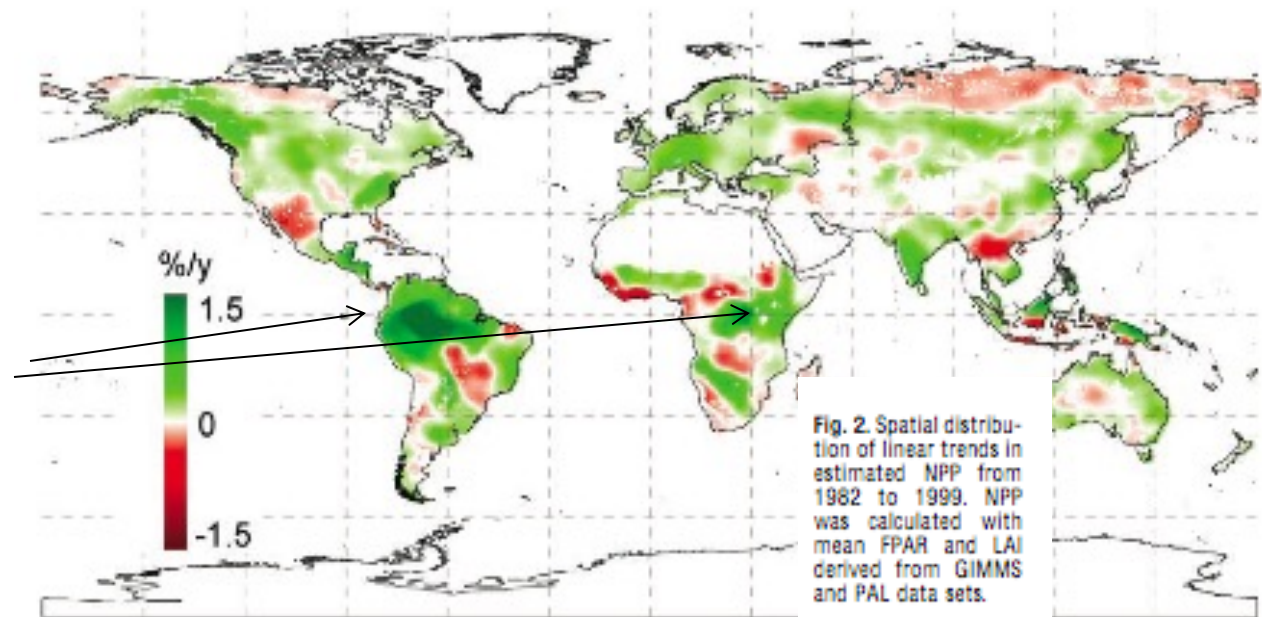 %/y
1.5
0
-1.5
Fig. 2. Spatial distribu-
tion of linear trends in
estimated NPP from
1982 to 1999. NPP
was calculated with
mean FPAR and LAI
derived from GIMMS
and PAL data sets.